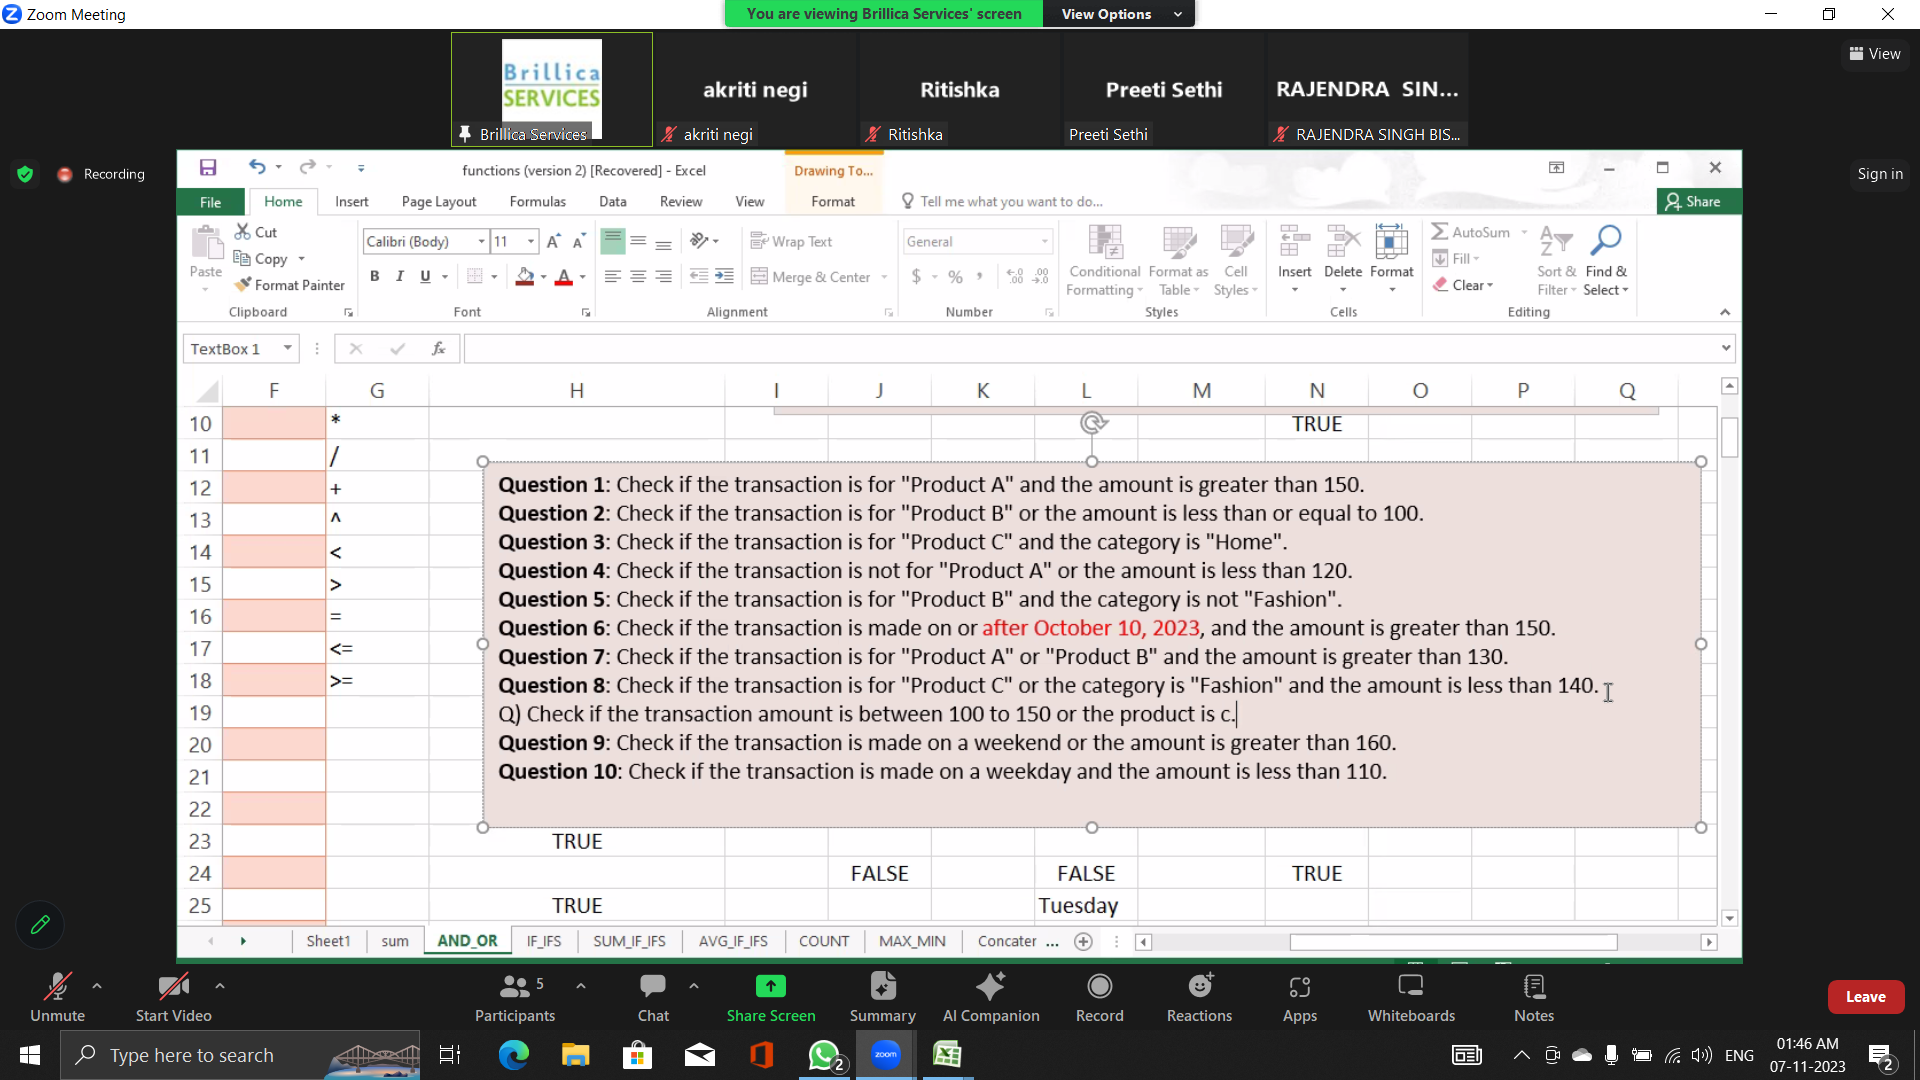 Zoom Meeting
You are viewing Brillica Services' screen
View Options
View
Brillica
SERVICES
Brillica Services
akriti negi
akriti negi
Ritishka
Ritishka
Preeti Sethi
Preeti Sethi
RAJENDRA SIN...
RAJENDRA SINGH BIS...
Recording
Sign in
functions (version 2) [Recovered] - Excel
Drawing To...
File Home Insert Page Layout Formulas Data Review View Format Tell me what you want to do... Share
Paste
Cut
Copy
Format Painter
Clipboard
Calibri (Body) 11
B I U
Font
Wrap Text
Merge & Center
Alignment
General
$ % ,
Number
Conditional Formatting
Format as Table
Cell Styles
Styles
Insert Delete Format
Cells
AutoSum
Fill
Clear
Sort & Filter
Find & Select
Editing
TextBox 1 fx
F G H I J K L M N O P Q
10 * TRUE
11 /
12 +
13 ^
14 <
15 >
16 =
17 <=
18 >=
19
20
21
22
Question 1: Check if the transaction is for "Product A" and the amount is greater than 150.
Question 2: Check if the transaction is for "Product B" or the amount is less than or equal to 100.
Question 3: Check if the transaction is for "Product C" and the category is "Home".
Question 4: Check if the transaction is not for "Product A" or the amount is less than 120.
Question 5: Check if the transaction is for "Product B" and the category is not "Fashion".
Question 6: Check if the transaction is made on or after October 10, 2023, and the amount is greater than 150.
Question 7: Check if the transaction is for "Product A" or "Product B" and the amount is greater than 130.
Question 8: Check if the transaction is for "Product C" or the category is "Fashion" and the amount is less than 140.
Q) Check if the transaction amount is between 100 to 150 or the product is c.
Question 9: Check if the transaction is made on a weekend or the amount is greater than 160.
Question 10: Check if the transaction is made on a weekday and the amount is less than 110.
23 TRUE
24 FALSE FALSE TRUE
25 TRUE Tuesday
Sheet1 sum AND_OR IF_IFS SUM_IF_IFS AVG_IF_IFS COUNT MAX_MIN Concater ...
Unmute
Start Video
Participants 5
Chat
Share Screen
Summary
AI Companion
Record
Reactions
Apps
Whiteboards
Notes
Leave
Type here to search
2
zoom
ENG
01:46 AM
07-11-2023
2